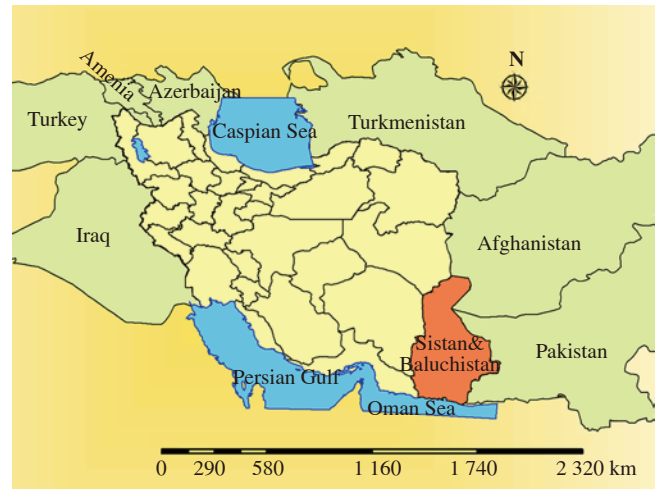 N
Amenia
Azerbaijan
Turkey
Caspian Sea
Turkmenistan
Iraq
Afghanistan
Sistan&
Baluchistan
Pakistan
Persian Gulf
Oman Sea
0 290 580 1 160 1 740 2 320 km